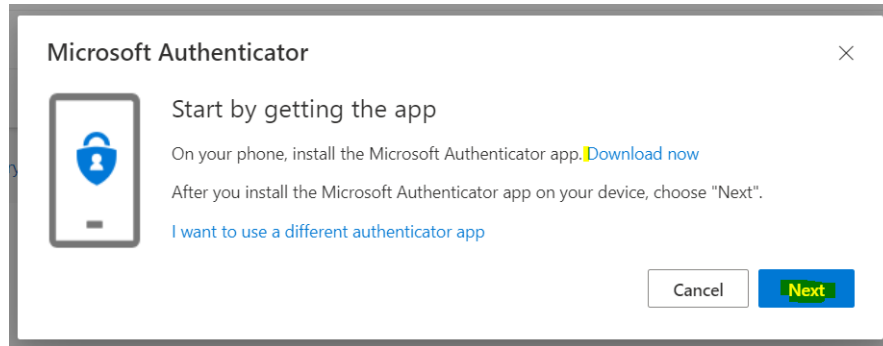 Microsoft Authenticator
Start by getting the app
On your phone, install the Microsoft Authenticator app. Download now
After you install the Microsoft Authenticator app on your device, choose "Next".
I want to use a different authenticator app
Cancel
Next